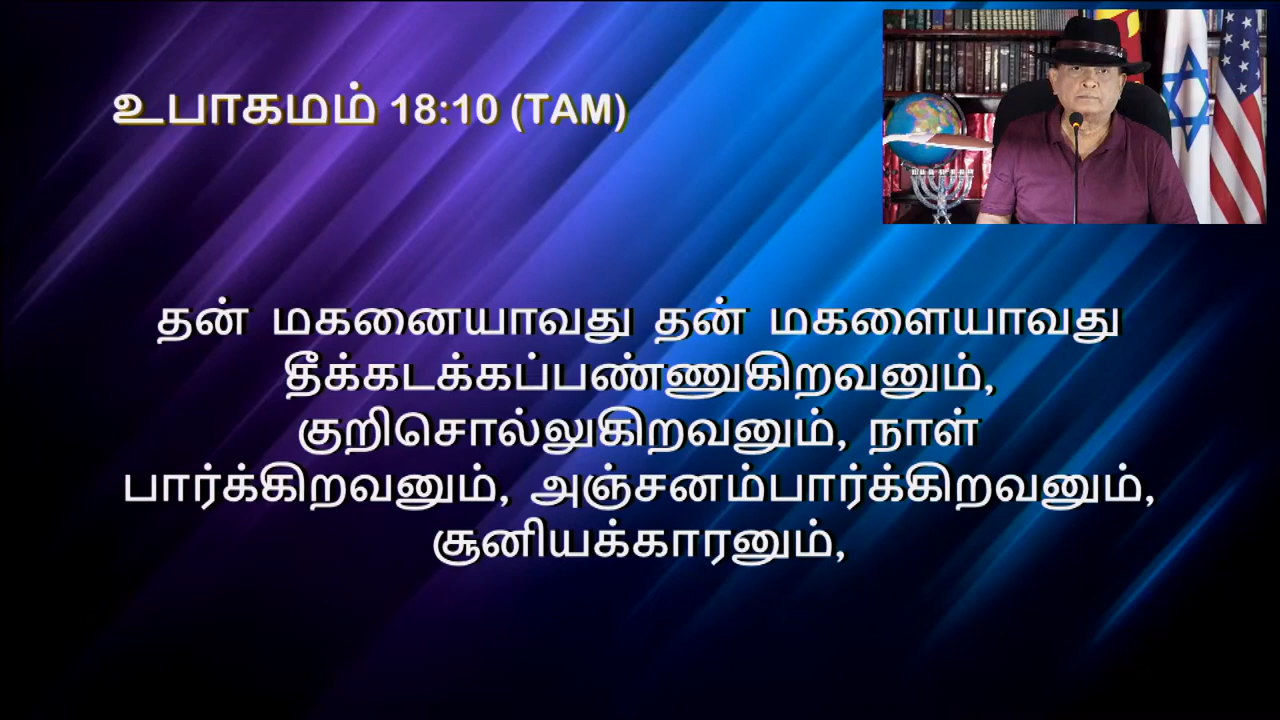 உபாகமம் 18:10 (TAM)
தன் மகனையாவது தன் மகளையாவது
தீக்கடக்கப்பண்ணுகிறவனும்,
குறிசொல்லுகிறவனும், நாள்
பார்க்கிறவனும், அஞ்சனம்பார்க்கிறவனும்,
சூனியக்காரனும்,